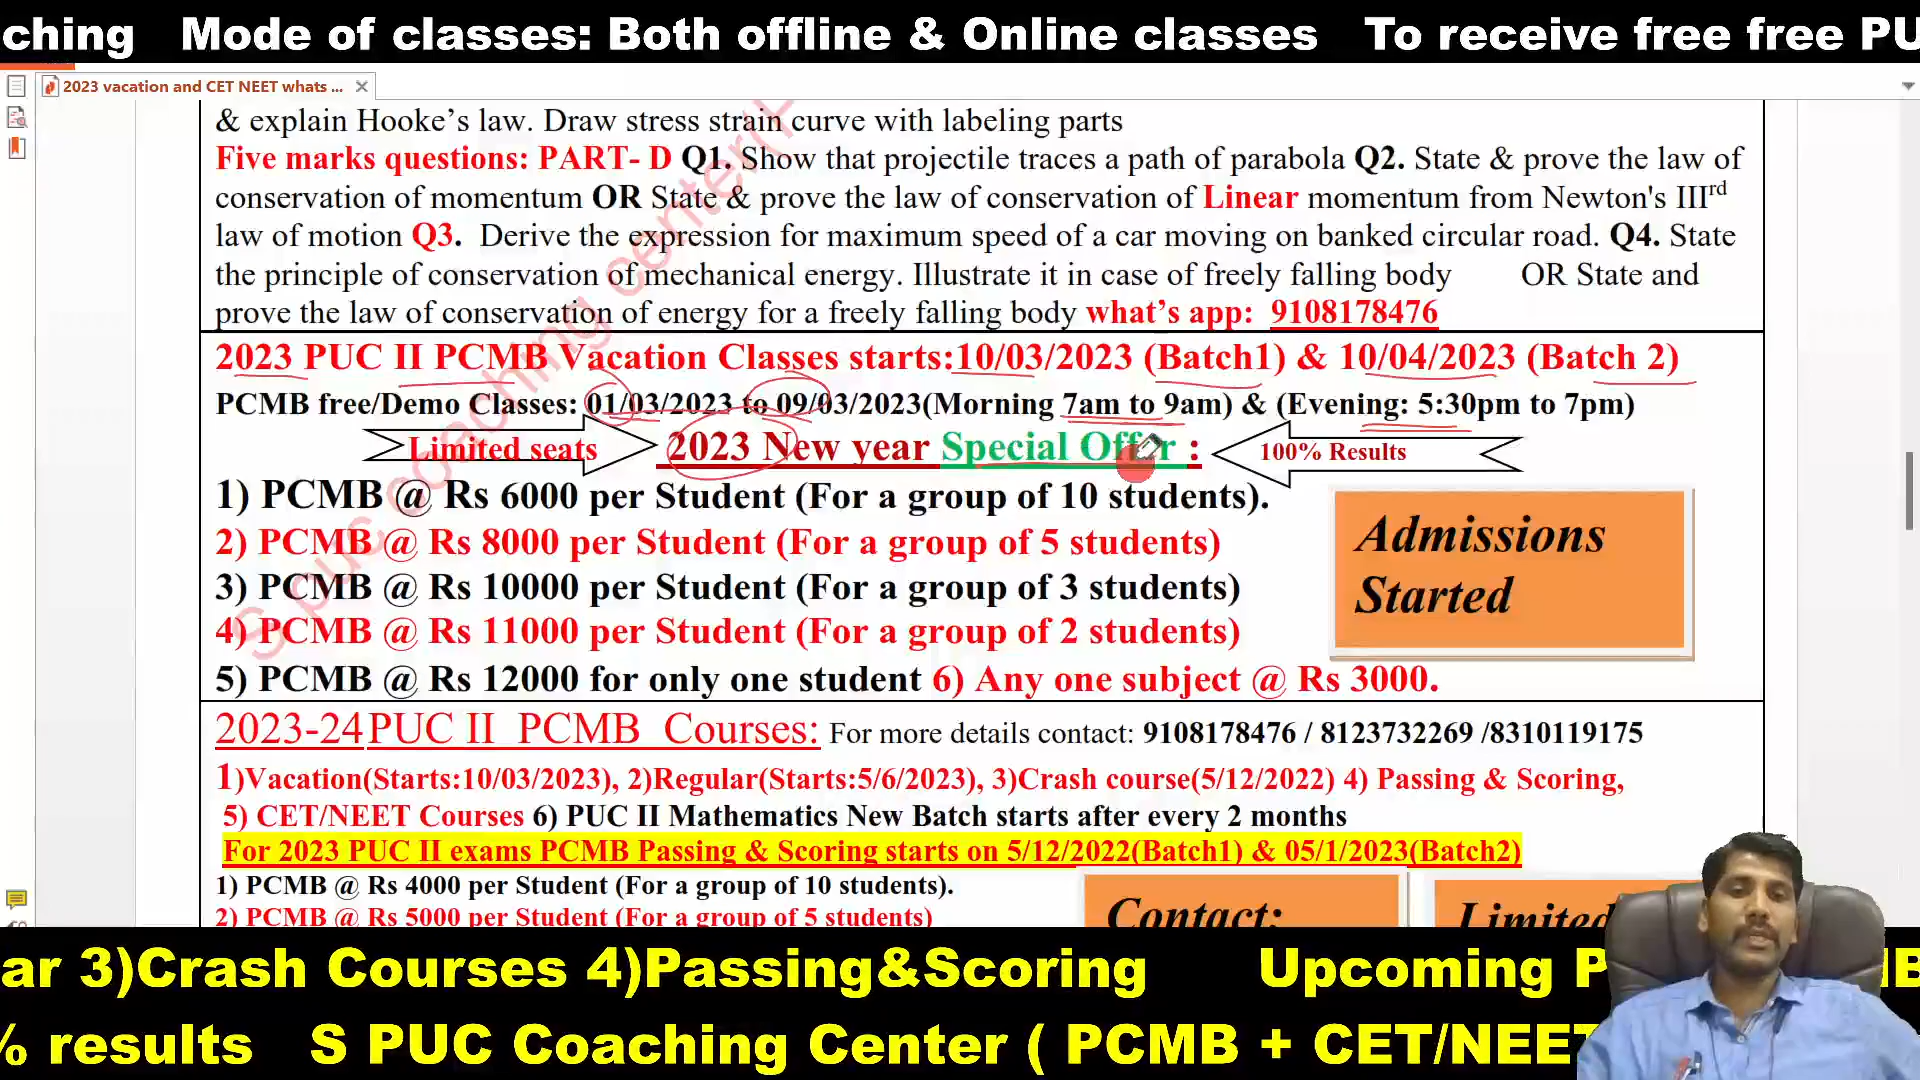 ching   Mode of classes: Both offline & Online classes   To receive free free PU
2023 vacation and CET NEET whats ...
& explain Hooke’s law. Draw stress strain curve with labeling parts
Five marks questions: PART- D Q1. Show that projectile traces a path of parabola Q2. State & prove the law of
conservation of momentum OR State & prove the law of conservation of Linear momentum from Newton's IIIrd
law of motion Q3.  Derive the expression for maximum speed of a car moving on banked circular road. Q4. State
the principle of conservation of mechanical energy. Illustrate it in case of freely falling body   OR State and
prove the law of conservation of energy for a freely falling body what’s app:  9108178476
2023 PUC II PCMB Vacation Classes starts:10/03/2023 (Batch1) & 10/04/2023 (Batch 2)
PCMB free/Demo Classes: 01/03/2023 to 09/03/2023(Morning 7am to 9am) & (Evening: 5:30pm to 7pm)
Limited seats   2023 New year Special Offer :   100% Results
1) PCMB @ Rs 6000 per Student (For a group of 10 students).
2) PCMB @ Rs 8000 per Student (For a group of 5 students)
3) PCMB @ Rs 10000 per Student (For a group of 3 students)
4) PCMB @ Rs 11000 per Student (For a group of 2 students)
5) PCMB @ Rs 12000 for only one student 6) Any one subject @ Rs 3000.
Admissions
Started
S puc coaching center(
2023-24 PUC II  PCMB  Courses: For more details contact: 9108178476 / 8123732269 /8310119175
1)Vacation(Starts:10/03/2023), 2)Regular(Starts:5/6/2023), 3)Crash course(5/12/2022) 4) Passing & Scoring,
5) CET/NEET Courses 6) PUC II Mathematics New Batch starts after every 2 months
For 2023 PUC II exams PCMB Passing & Scoring starts on 5/12/2022(Batch1) & 05/1/2023(Batch2)
1) PCMB @ Rs 4000 per Student (For a group of 10 students).
2) PCMB @ Rs 5000 per Student (For a group of 5 students)
Contact:
Limited
ar 3)Crash Courses 4)Passing&Scoring   Upcoming P
% results   S PUC Coaching Center ( PCMB + CET/NEET